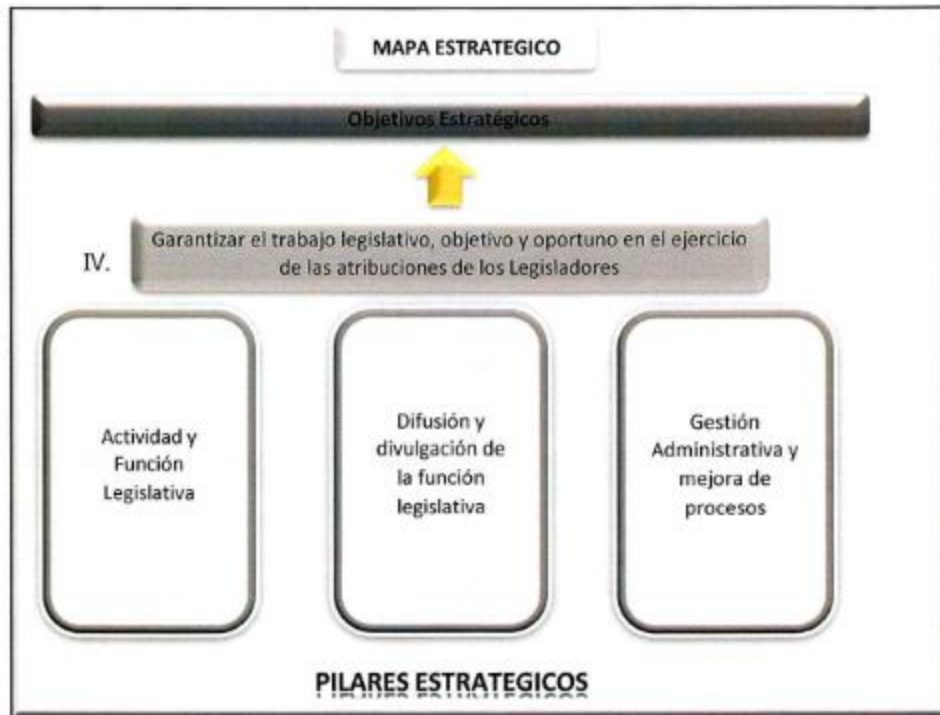 MAPA ESTRATEGICO
Objetivos Estratégicos
Garantizar el trabajo legislativo, objetivo y oportuno en el ejercicio
IV.
de las atribuciones de los Legisladores
Actividad y
Función
Legislativa
Difusión y
divulgación de
la función
legislativa
Gestión
Administrativa y
mejora de
procesos
PILARES ESTRATEGICOS